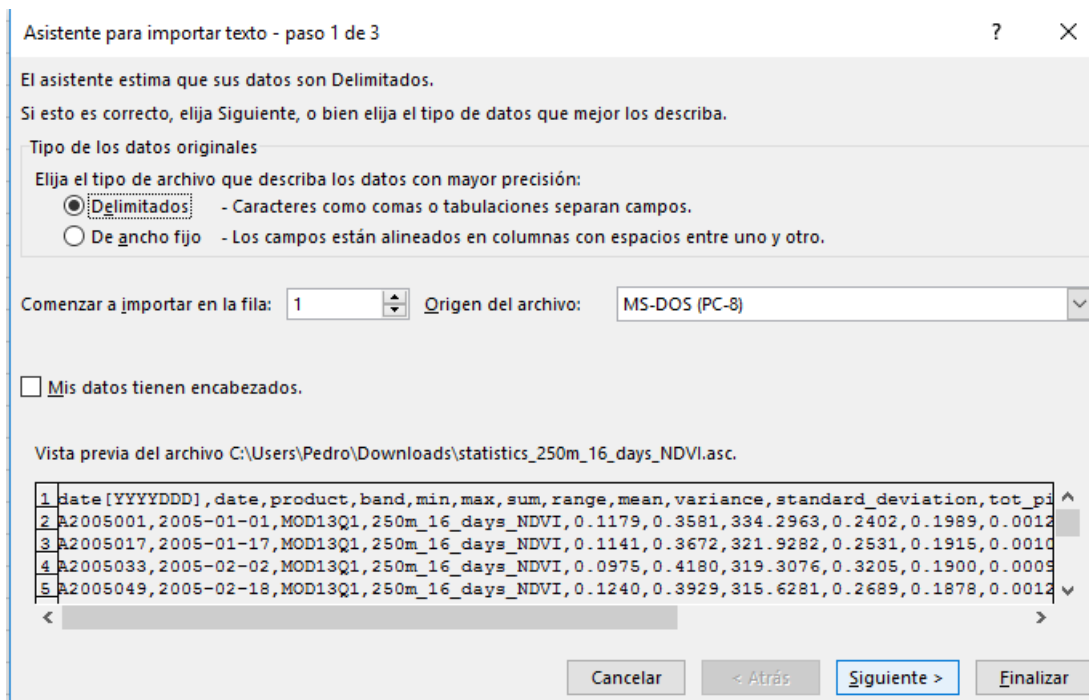 Asistente para importar texto - paso 1 de 3 ?
El asistente estima que sus datos son Delimitados.
Si esto es correcto, elija Siguiente, o bien elija el tipo de datos que mejor los describa.
Tipo de los datos originales
Elija el tipo de archivo que describa los datos con mayor precisión:
Delimitados - Caracteres como comas o tabulaciones separan campos.
De ancho fijo - Los campos están alineados en columnas con espacios entre uno y otro.
Comenzar a importar en la fila: 1 Origen del archivo: MS-DOS (PC-8)
Mis datos tienen encabezados.
Vista previa del archivo C:\Users\Pedro\Downloads\statistics_250m_16_days_NDVI.asc.
1 date[YYYYDDD],date,product,band,min,max,sum,range,mean,variance,standard_deviation,tot_pi
2 A2005001,2005-01-01,MOD13Q1,250m_16_days_NDVI,0.1179,0.3581,334.2963,0.2402,0.1989,0.0012
3 A2005017,2005-01-17,MOD13Q1,250m_16_days_NDVI,0.1141,0.3672,321.9282,0.2531,0.1915,0.0010
4 A2005033,2005-02-02,MOD13Q1,250m_16_days_NDVI,0.0975,0.4180,319.3076,0.3205,0.1900,0.0009
5 A2005049,2005-02-18,MOD13Q1,250m_16_days_NDVI,0.1240,0.3929,315.6281,0.2689,0.1878,0.0012
Cancelar < Atrás Siguiente > Finalizar